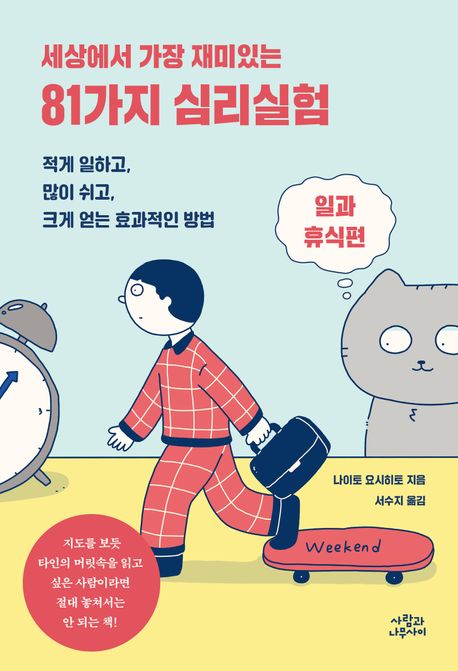 세상에서 가장 재미있는
81가지 심리실험
적게 일하고,
많이 쉬고,
크게 얻는 효과적인 방법
일과
휴식편
나이토 요시히토 지음
서수지 옮김
Weekend
지도를 보듯
타인의 머릿속을 읽고
싶은 사람이라면
절대 놓쳐서는
안 되는 책!
사람과
나무사이